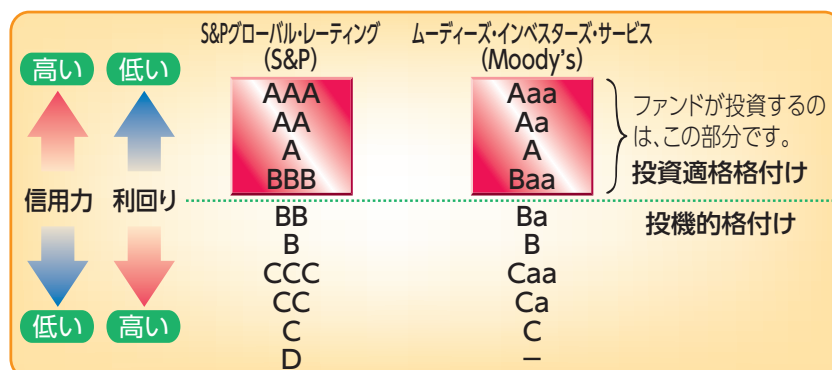 S&Pグローバル・レーティング
(S&P)
ムーディーズ・インベスターズ・サービス
(Moody's)
高い 低い
信用力 利回り
低い 高い
AAA Aaa
AA Aa
A A
BBB Baa
ファンドが投資するの
は、この部分です。
投資適格格付け
BB Ba
投機的格付け
B B
CCC Caa
CC Ca
C C
D –